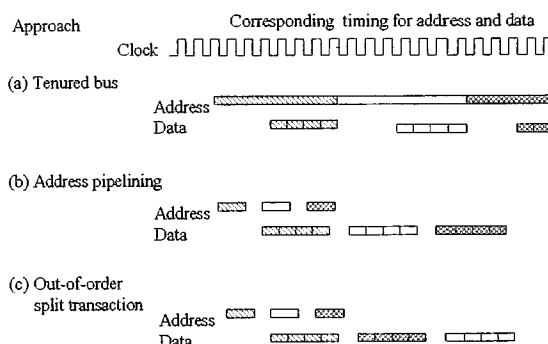 Approach
Corresponding timing for address and data
Clock
(a) Tenured bus
Address
Data
(b) Address pipelining
Address
Data
(c) Out-of-order
split transaction
Address
Data